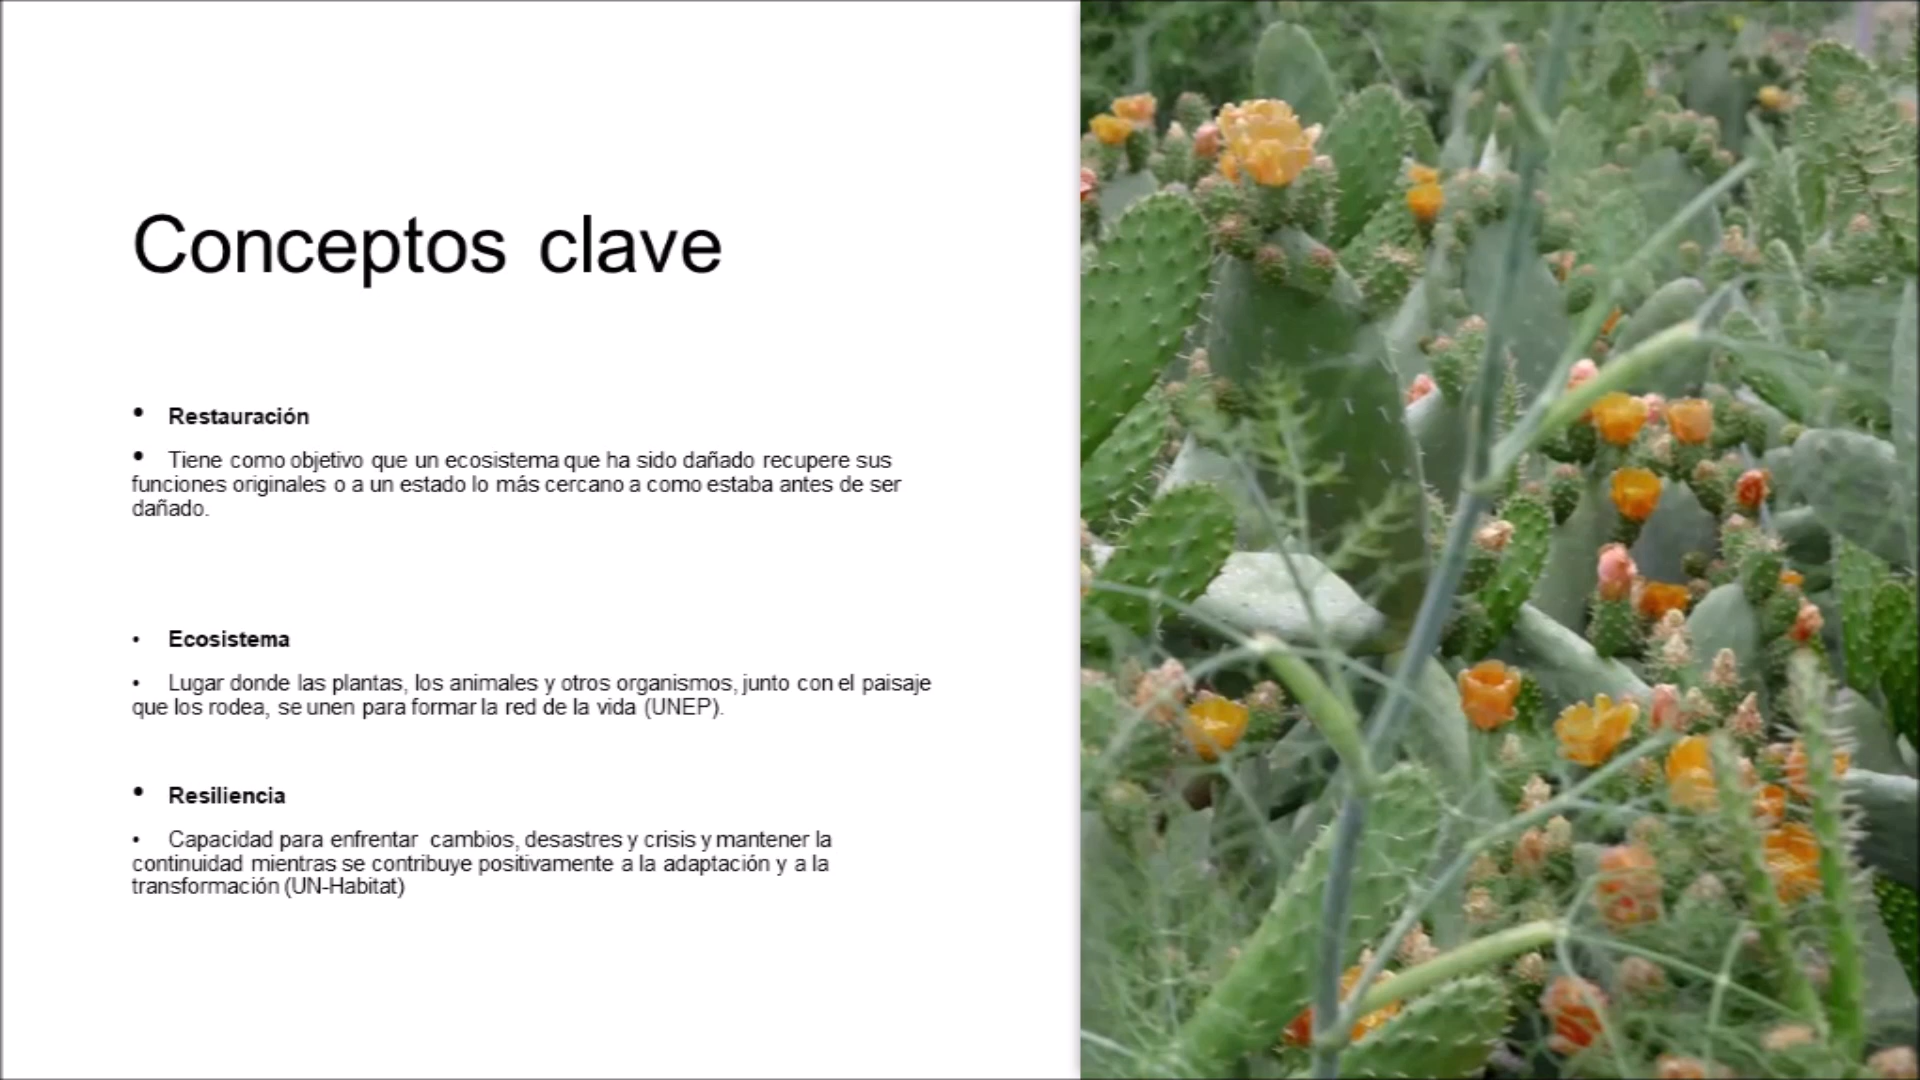 Conceptos clave
• Restauración
• Tiene como objetivo que un ecosistema que ha sido dañado recupere sus
funciones originales o a un estado lo más cercano a como estaba antes de ser
dañado.
• Ecosistema
• Lugar donde las plantas, los animales y otros organismos, junto con el paisaje
que los rodea, se unen para formar la red de la vida (UNEP).
• Resiliencia
• Capacidad para enfrentar cambios, desastres y crisis y mantener la
continuidad mientras se contribuye positivamente a la adaptación y a la
transformación (UN-Habitat)